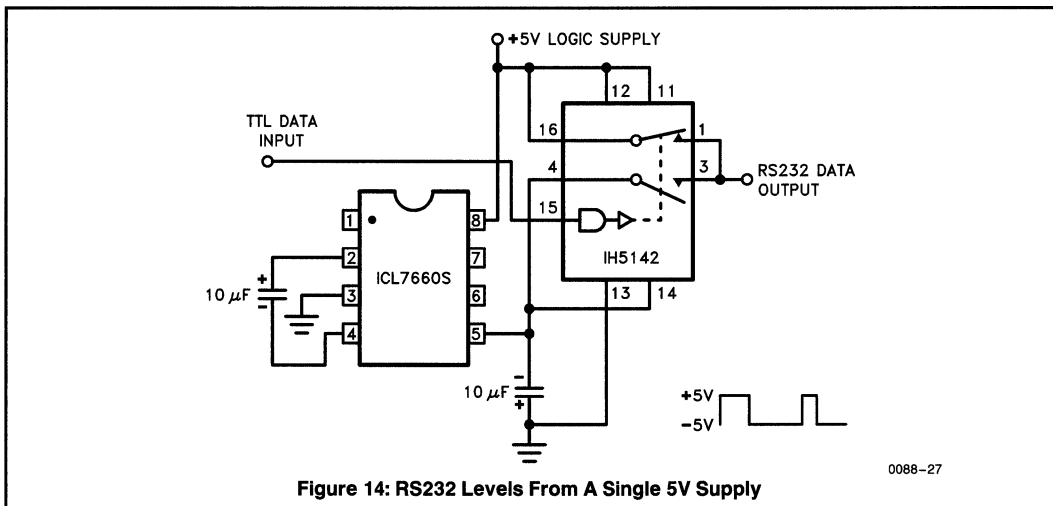 +5V LOGIC SUPPLY
12 11
TTL DATA
INPUT
16 1
4 3
RS232 DATA
OUTPUT
15
1 8
2 7
ICL7660S
IH5142
+
10 μF
-
3 6
13 14
4 5
-
10 μF
+
+5V
-5V
0088-27
Figure 14: RS232 Levels From A Single 5V Supply